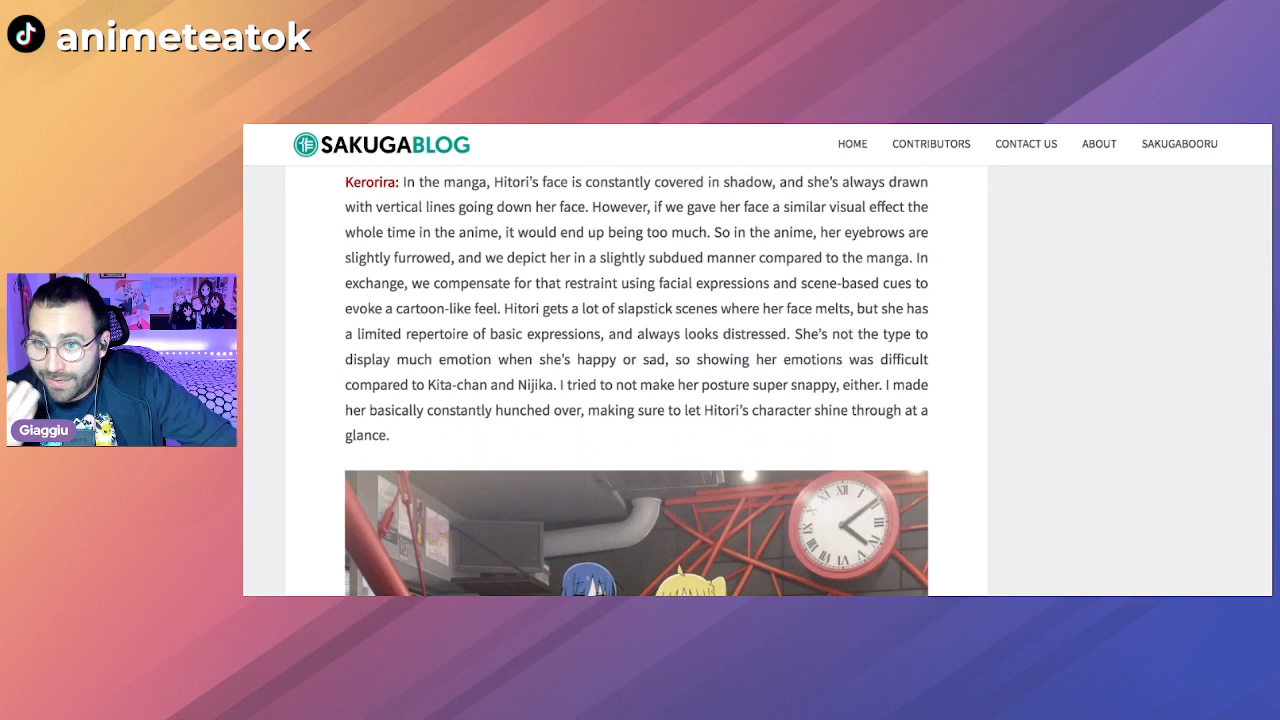 animeteatok
SAKUGABLOG
HOME CONTRIBUTORS CONTACT US ABOUT SAKUGABOORU
Kerorira: In the manga, Hitori's face is constantly covered in shadow, and she's always drawn
with vertical lines going down her face. However, if we gave her face a similar visual effect the
whole time in the anime, it would end up being too much. So in the anime, her eyebrows are
slightly furrowed, and we depict her in a slightly subdued manner compared to the manga. In
exchange, we compensate for that restraint using facial expressions and scene-based cues to
evoke a cartoon-like feel. Hitori gets a lot of slapstick scenes where her face melts, but she has
a limited repertoire of basic expressions, and always looks distressed. She's not the type to
display much emotion when she's happy or sad, so showing her emotions was difficult
compared to Kita-chan and Nijika. I tried to not make her posture super snappy, either. I made
her basically constantly hunched over, making sure to let Hitori's character shine through at a
glance.
Giaggiu